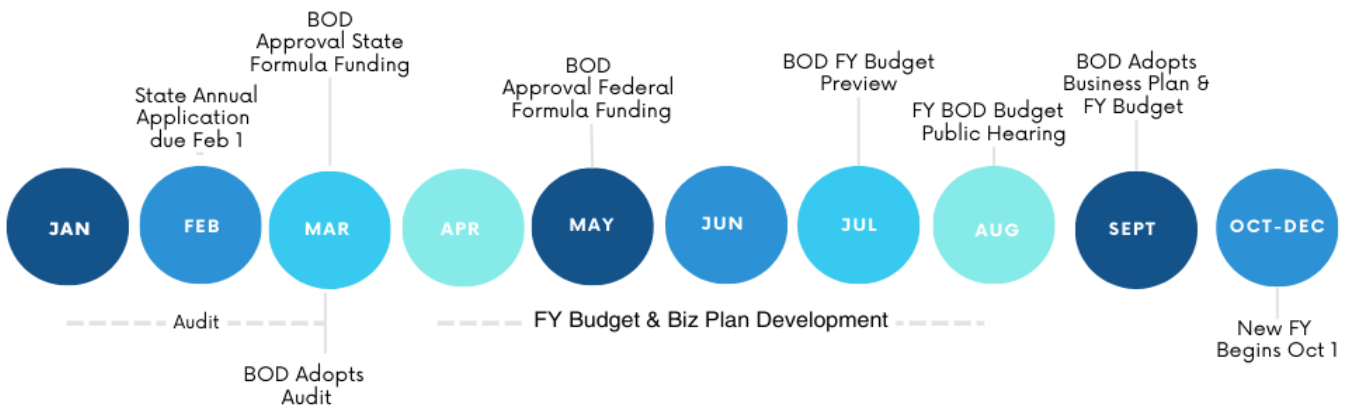 BOD
Approval State
Formula Funding
State Annual
Application
due Feb 1
BOD
Approval Federal
Formula Funding
BOD FY Budget
Preview
FY BOD Budget
Public Hearing
BOD Adopts
Business Plan &
FY Budget
JAN
FEB
MAR
APR
MAY
JUN
JUL
AUG
SEPT
OCT-DEC
Audit
FY Budget & Biz Plan Development
BOD Adopts
Audit
New FY
Begins Oct 1